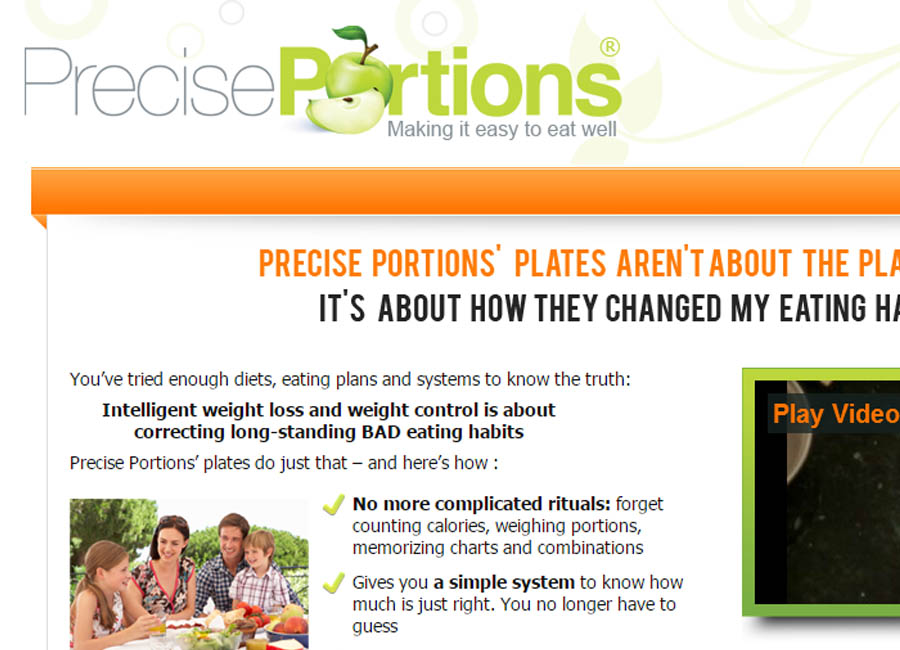 PrecisePortions®
Making it easy to eat well
PRECISE PORTIONS' PLATES AREN'T ABOUT THE PLA
IT'S ABOUT HOW THEY CHANGED MY EATING HA
You've tried enough diets, eating plans and systems to know the truth:
Intelligent weight loss and weight control is about
correcting long-standing BAD eating habits
Precise Portions' plates do just that – and here's how :
Play Video
No more complicated rituals: forget
counting calories, weighing portions,
memorizing charts and combinations
Gives you a simple system to know how
much is just right. You no longer have to
guess